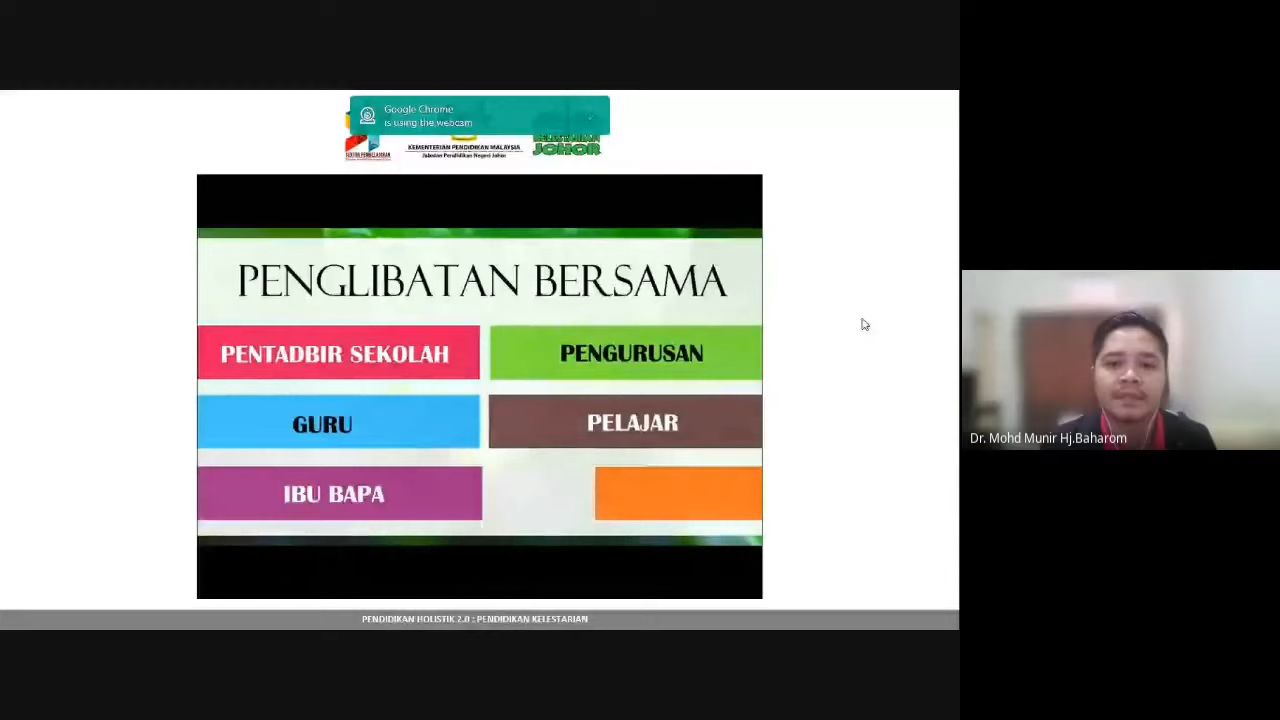 Google Chrome
is using the webcam
KEMENTERIAN PENDIDIKAN MALAYSIA
Jabatan Pendidikan Negeri Johor
JOHOR
PENGLIBATAN BERSAMA
PENTADBIR SEKOLAH
PENGURUSAN
GURU
PELAJAR
IBU BAPA
Dr. Mohd Munir Hj.Baharom
PENDIDIKAN HOLISTIK 2.0 : PENDIDIKAN KELESTARIAN